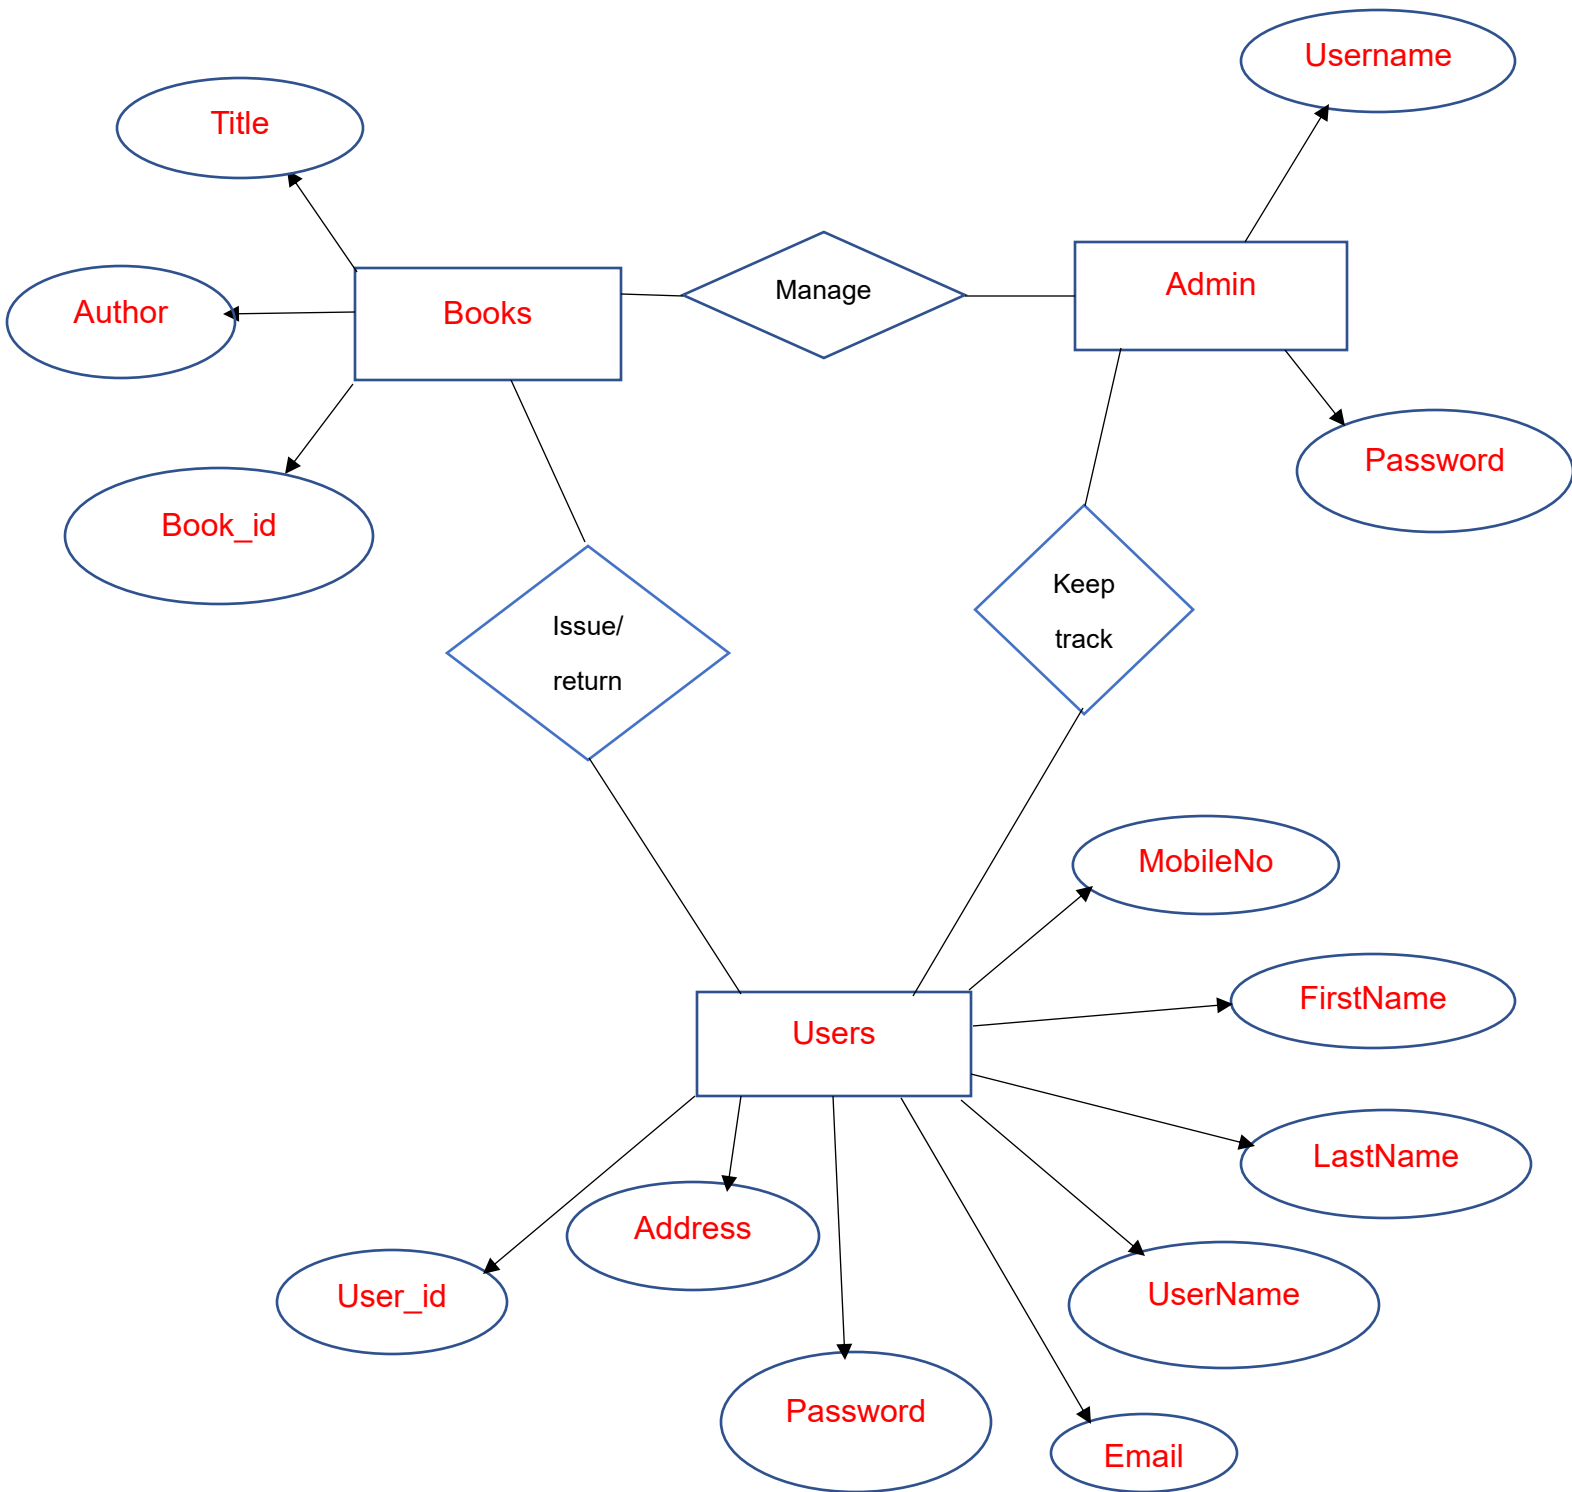 Username
Title
Manage
Admin
Author
Books
Password
Book_id
Keep
track
Issue/
return
MobileNo
FirstName
Users
LastName
Address
User_id
UserName
Password
Email